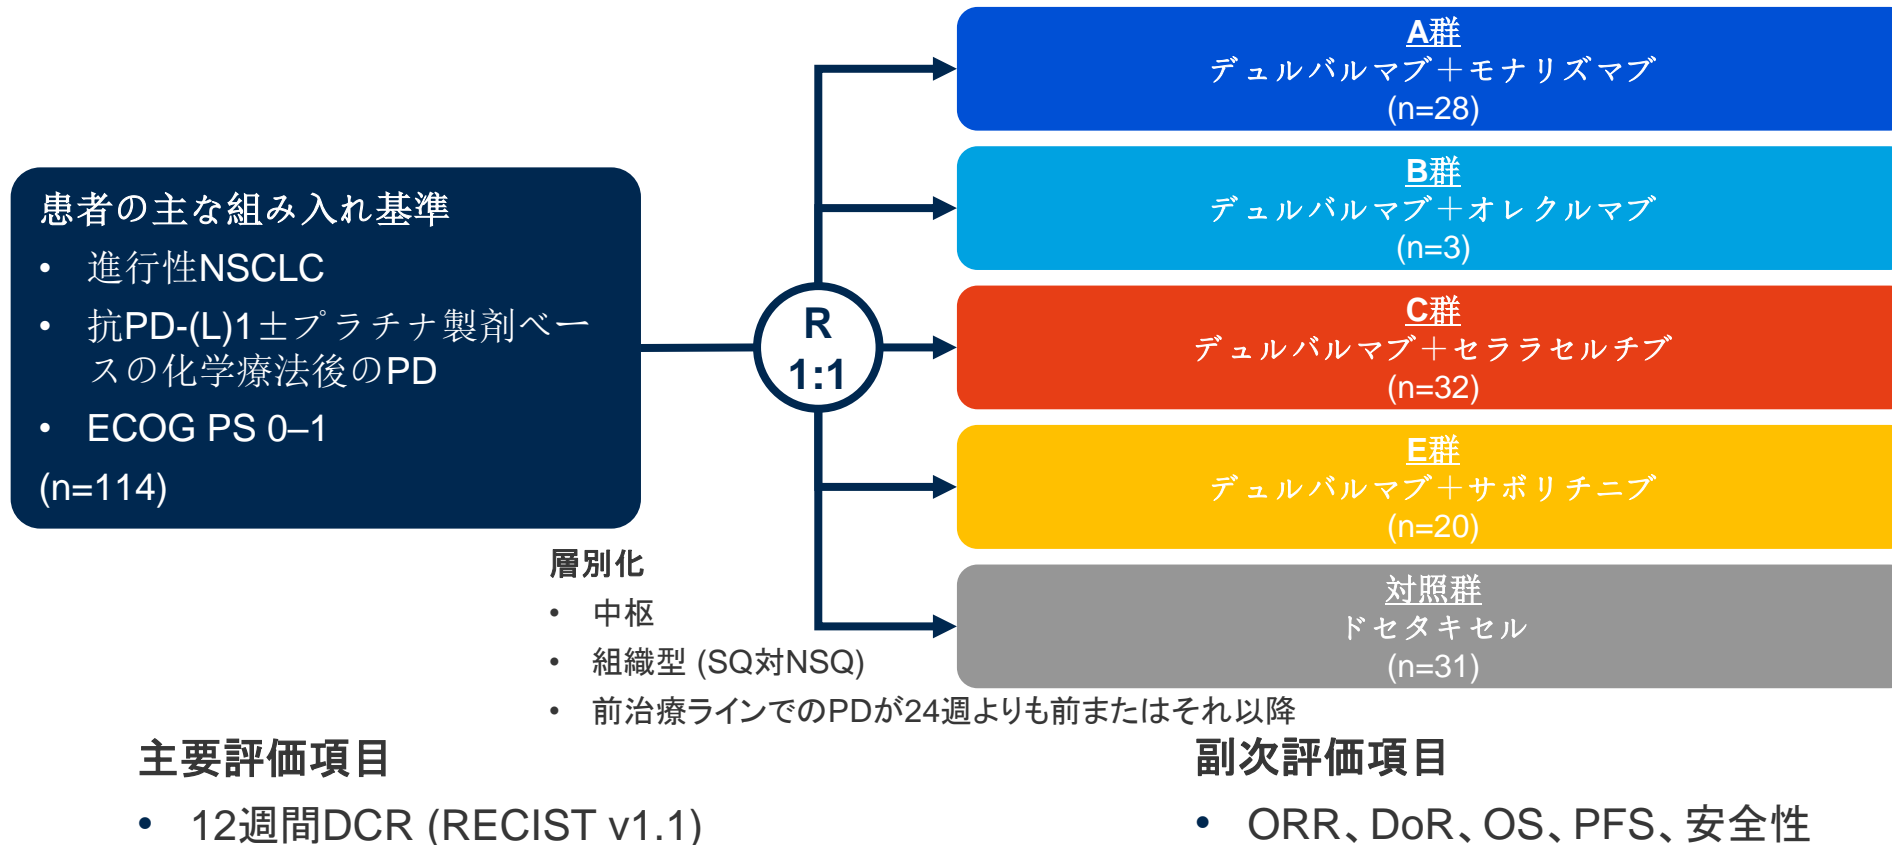 患者の主な組み入れ基準
• 進行性NSCLC
• 抗PD-(L)1±プラチナ製剤ベー
スの化学療法後のPD
• ECOG PS 0–1
(n=114)
R
1:1
A群
デュルバルマブ＋モナリズマブ
(n=28)
B群
デュルバルマブ＋オレクルマブ
(n=3)
C群
デュルバルマブ＋セララセルチブ
(n=32)
E群
デュルバルマブ＋サボリチニブ
(n=20)
対照群
ドセタキセル
(n=31)
層別化
• 中枢
• 組織型 (SQ対NSQ)
• 前治療ラインでのPDが24週よりも前またはそれ以降
主要評価項目
• 12週間DCR (RECIST v1.1)
副次評価項目
• ORR、DoR、OS、PFS、安全性